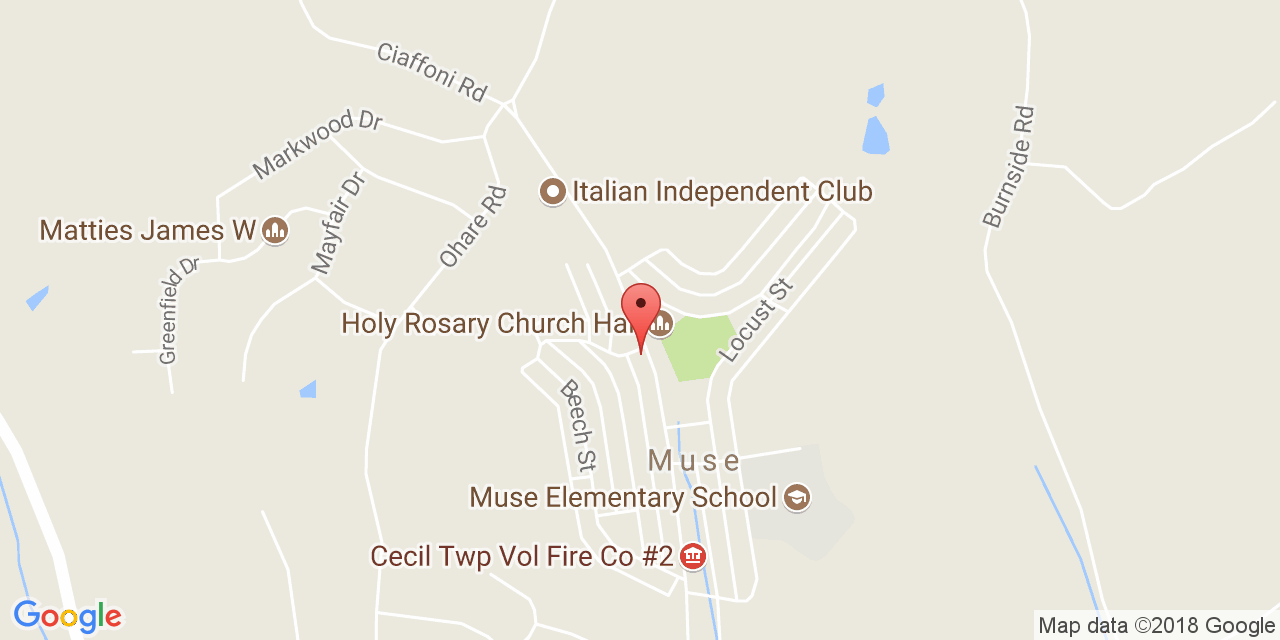 Ciaffoni Rd
Markwood Dr
Burnside Rd
Italian Independent Club
Mayfair Dr
Ohare Rd
Matties James W
Greenfield Dr
Locust St
Holy Rosary Church Hal
Beech St
Muse
Muse Elementary School
Cecil Twp Vol Fire Co #2
Google
Map data ©2018 Google